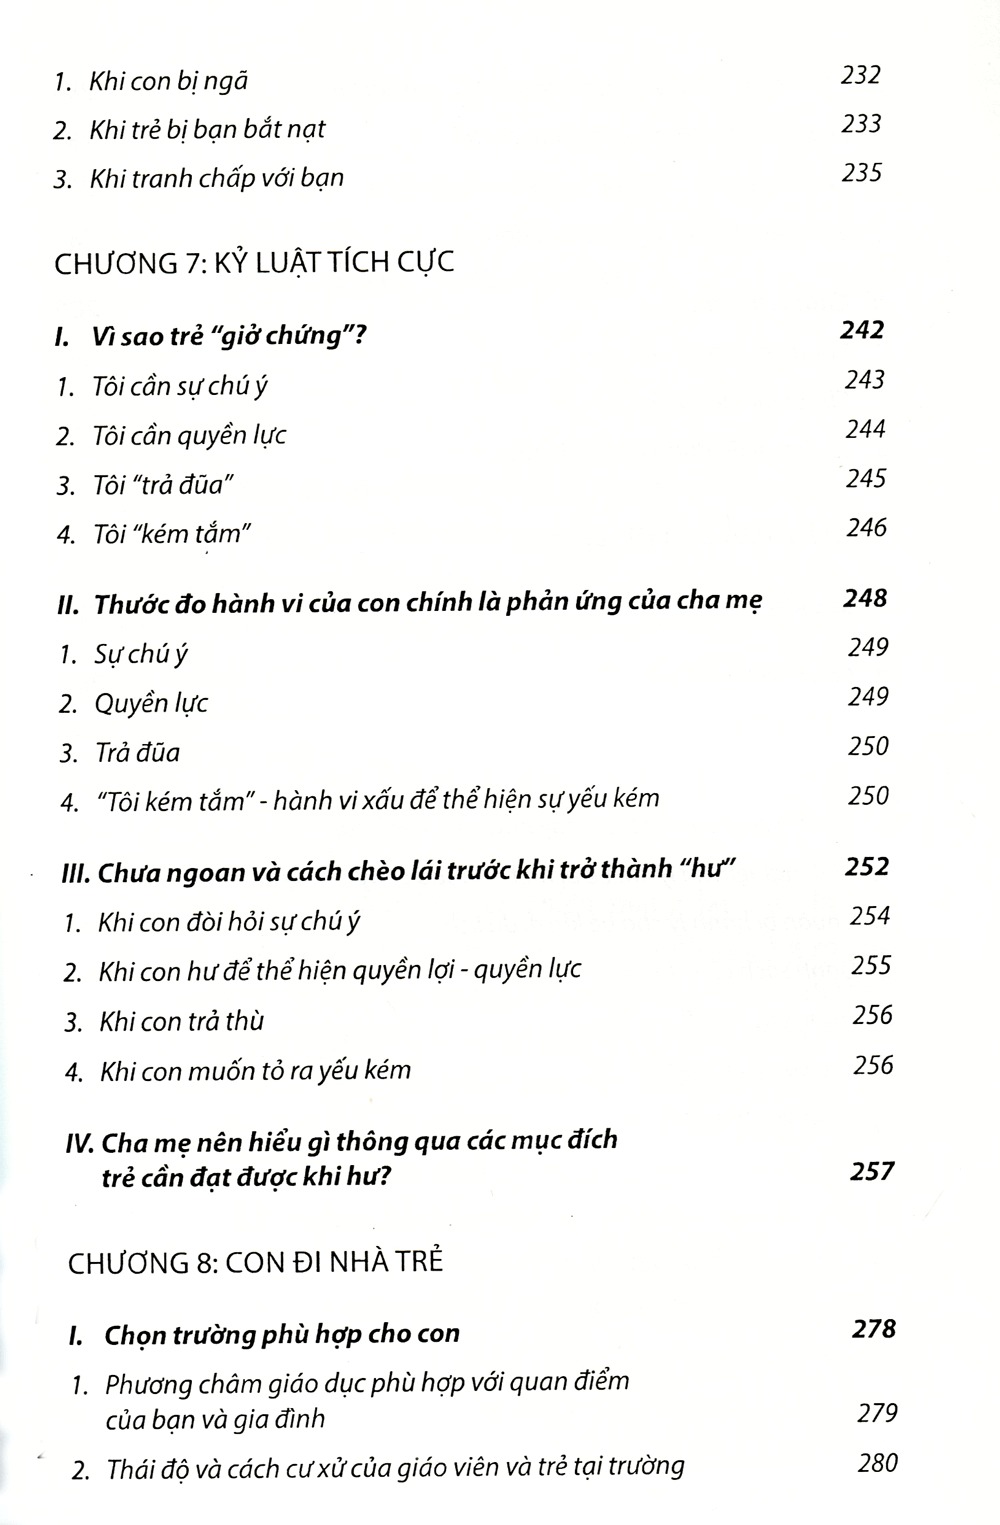 1. Khi con bị ngã 232
2. Khi trẻ bị bạn bắt nạt 233
3. Khi tranh chấp với bạn 235
CHƯƠNG 7: KỶ LUẬT TÍCH CỰC
I. Vì sao trẻ “giở chứng”? 242
1. Tôi cần sự chú ý 243
2. Tôi cần quyền lực 244
3. Tôi “trả đũa” 245
4. Tôi “kém tắm” 246
II. Thước đo hành vi của con chính là phản ứng của cha mẹ 248
1. Sự chú ý 249
2. Quyền lực 249
3. Trả đũa 250
4. “Tôi kém tắm” - hành vi xấu để thể hiện sự yếu kém 250
III. Chưa ngoan và cách chèo lái trước khi trở thành “hư” 252
1. Khi con đòi hỏi sự chú ý 254
2. Khi con hư để thể hiện quyền lợi - quyền lực 255
3. Khi con trả thù 256
4. Khi con muốn tỏ ra yếu kém 256
IV. Cha mẹ nên hiểu gì thông qua các mục đích
trẻ cần đạt được khi hư? 257
CHƯƠNG 8: CON ĐI NHÀ TRẺ
I. Chọn trường phù hợp cho con 278
1. Phương châm giáo dục phù hợp với quan điểm
của bạn và gia đình 279
2. Thái độ và cách cư xử của giáo viên và trẻ tại trường 280